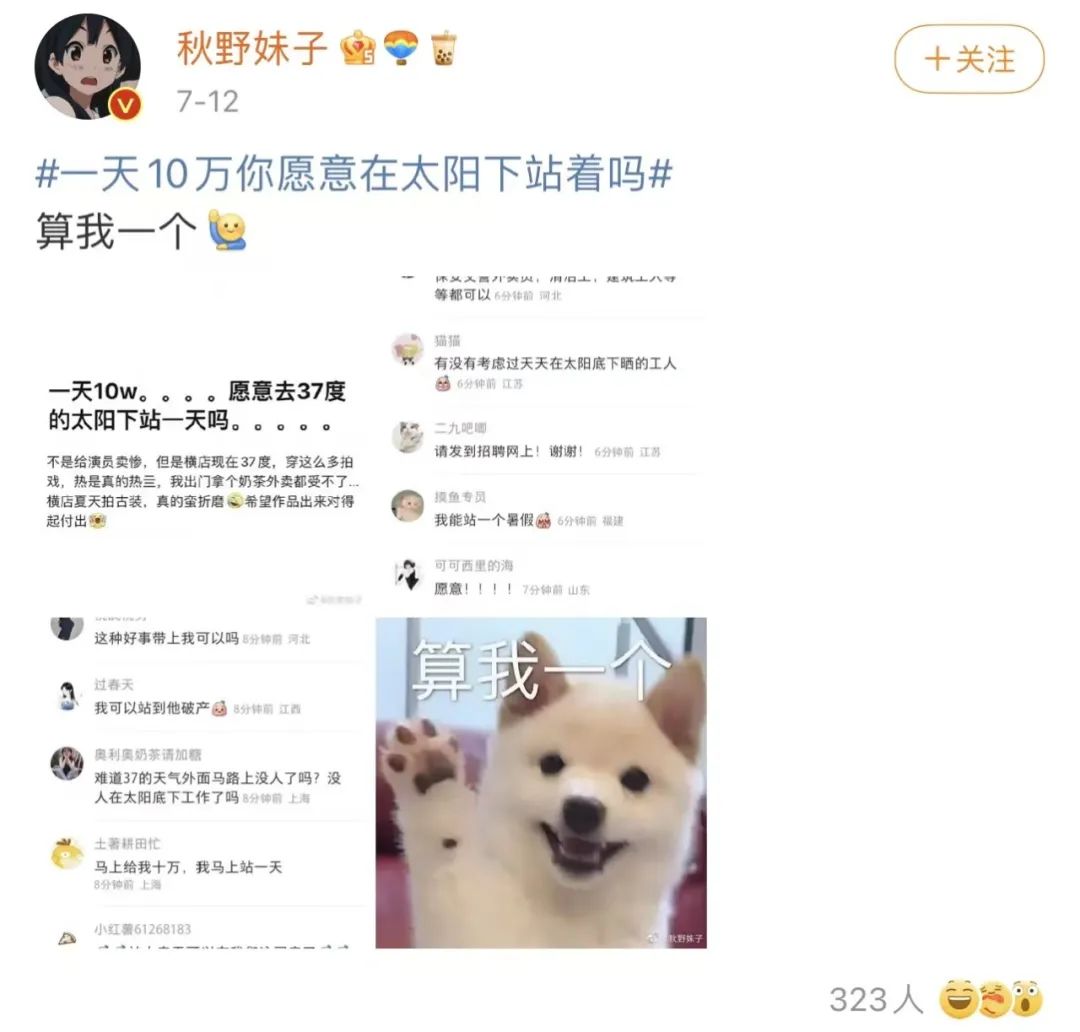 秋野妹子
7-12
+关注
#一天10万你愿意在太阳下站着吗#
算我一个
一天10w。。。。愿意去37度
的太阳下站一天吗。。。。。
不是给演员卖惨，但是横店现在37度，穿这么多拍
戏，热是真的热亖，我出门拿个奶茶外卖都受不了...
横店夏天拍古装，真的蛮折磨希望作品出来对得
起付出
等都可以 6分钟前 河北
猫猫
有没有考虑过天天在太阳底下晒的工人
6分钟前 江苏
二九吧唧
请发到招聘网上！谢谢！ 6分钟前 江苏
摸鱼专员
我能站一个暑假 6分钟前 福建
可可西里的海
愿意！！！！ 7分钟前 山东
这种好事带上我可以吗 8分钟前 河北
过春天
我可以站到他破产 8分钟前 江西
奥利奥奶茶请加糖
难道37的天气外面马路上没人了吗？没
人在太阳底下工作了吗 8分钟前 上海
土著耕田忙
马上给我十万，我马上站一天
8分钟前 上海
小红薯61268183
算我一个
@秋野妹子
323人